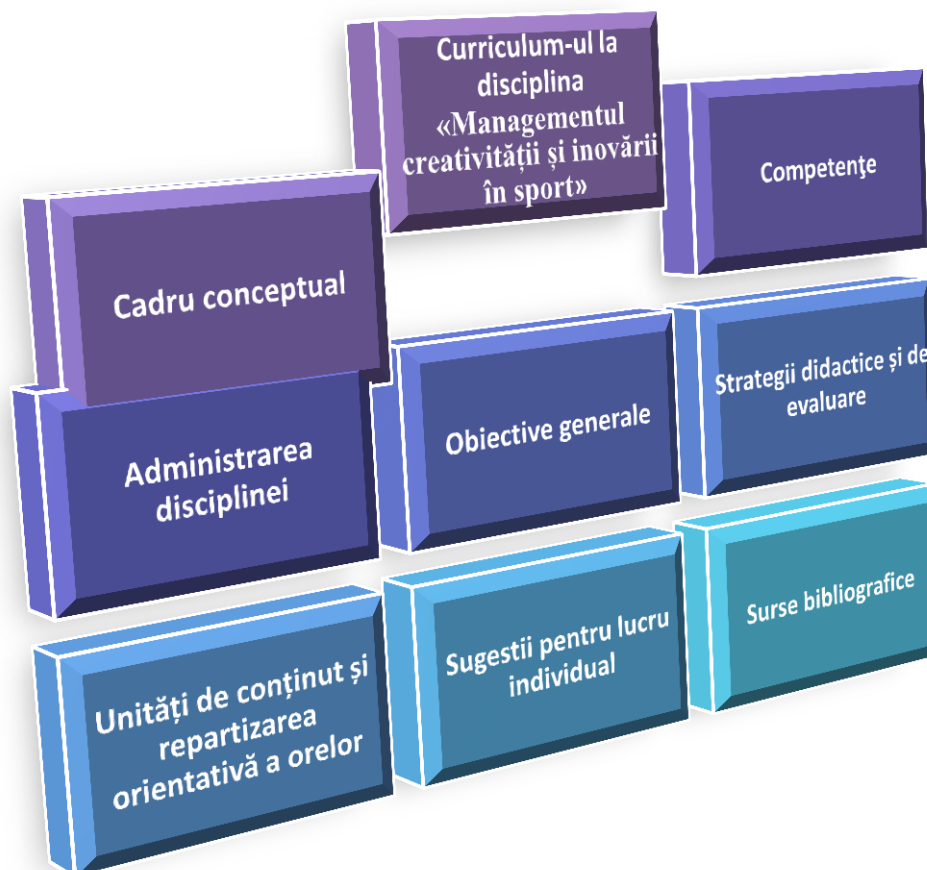 Curriculum-ul la
disciplina
«Managementul
creativității și inovării
în sport»
Cadru conceptual
Competenţe
Administrarea
disciplinei
Obiective generale
Strategii didactice și de
evaluare
Unități de conținut și
repartizarea
orientativă a orelor
Sugestii pentru lucru
individual
Surse bibliografice